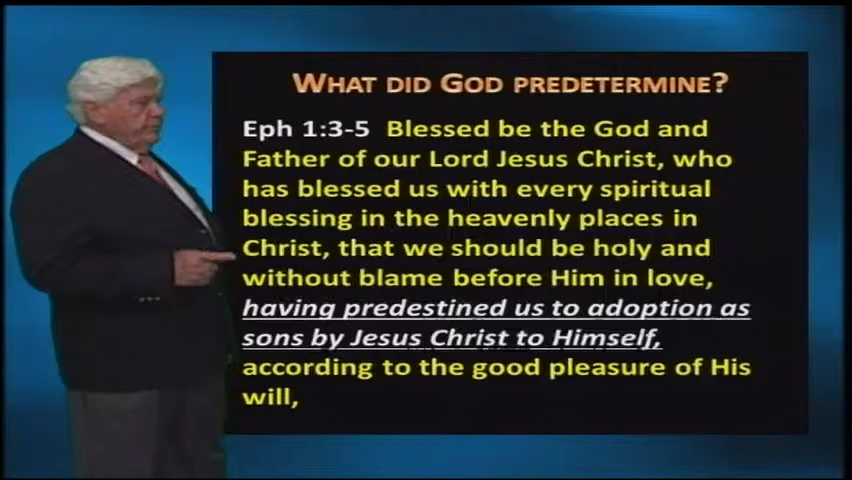 WHAT DID GOD PREDETERMINE?
Eph 1:3-5 Blessed be the God and
Father of our Lord Jesus Christ, who
has blessed us with every spiritual
blessing in the heavenly places in
Christ, that we should be holy and
without blame before Him in love,
having predestined us to adoption as
sons by Jesus Christ to Himself,
according to the good pleasure of His
will,